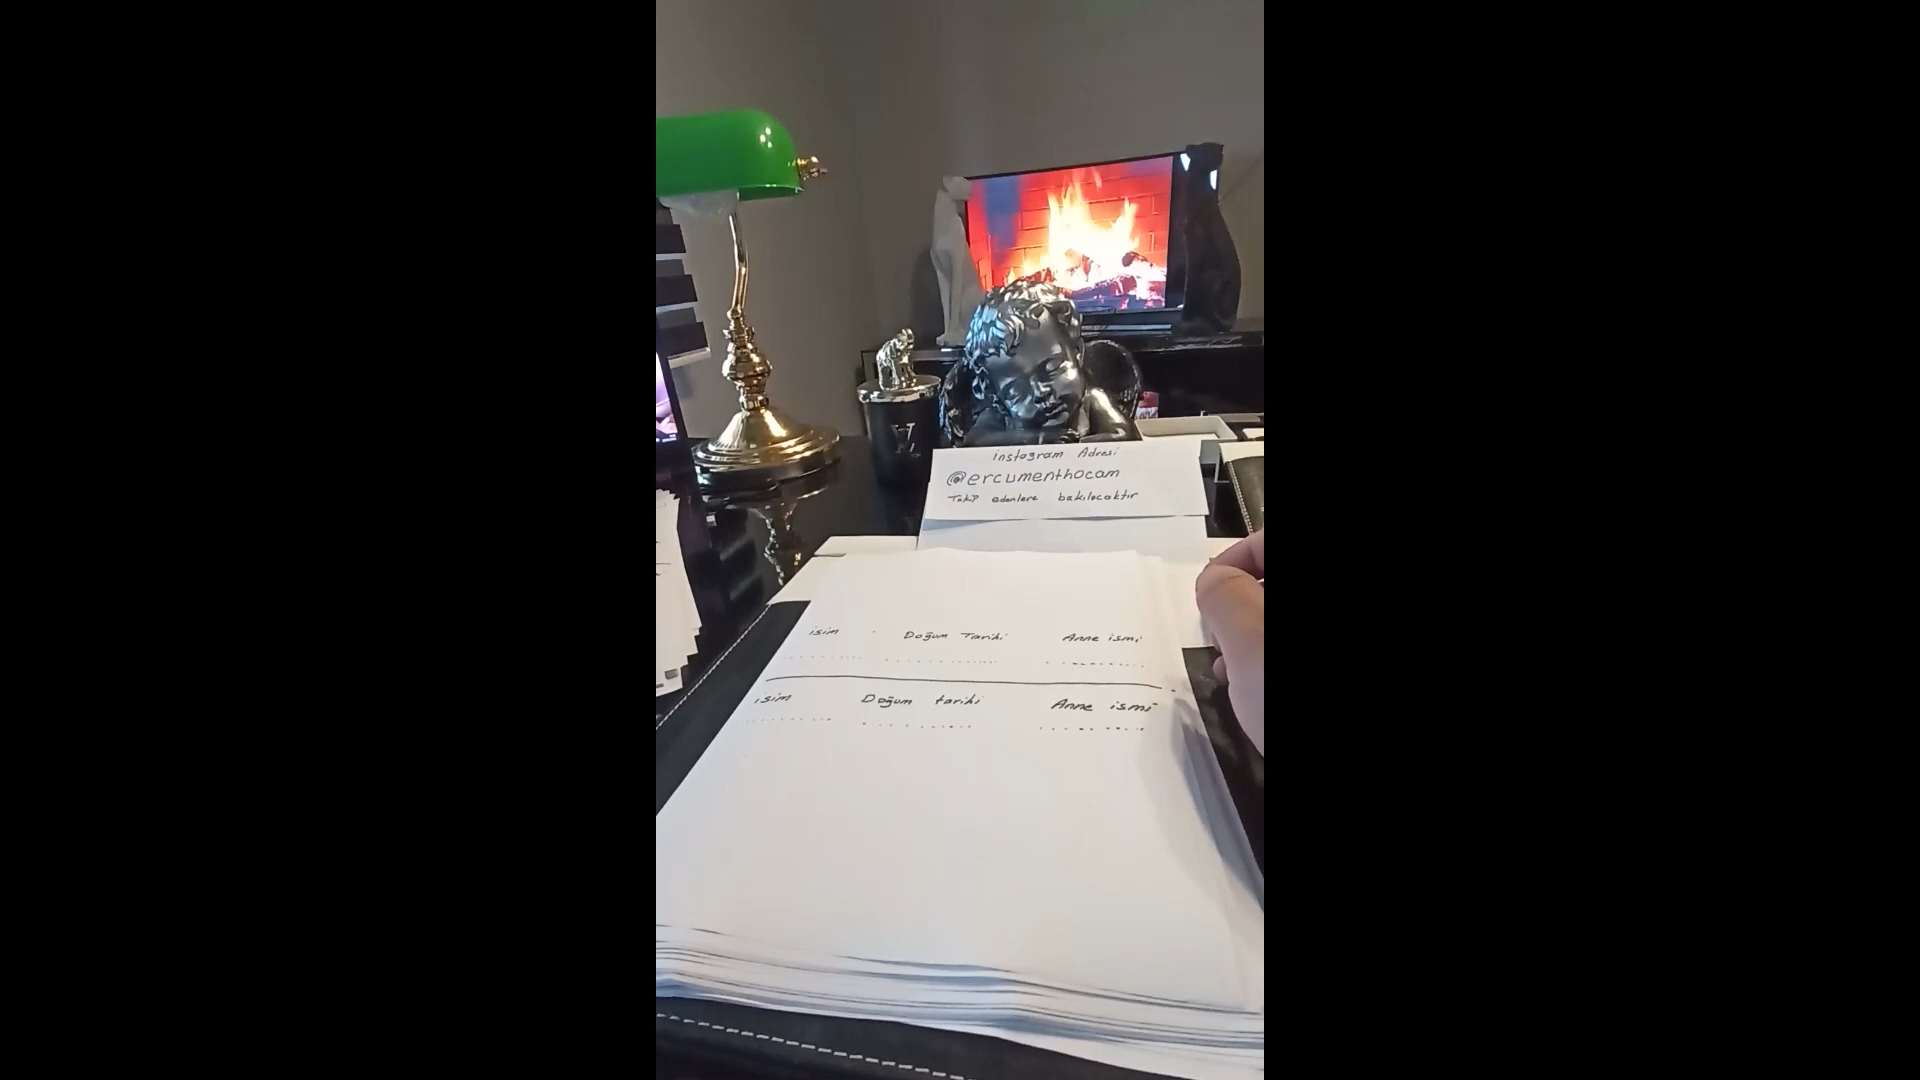 instagram Adresi
@ercumenthocam
Takip edenlere bakılacaktır
isim Doğum Tarihi Anne ismi
isim Doğum tarihi Anne ismi